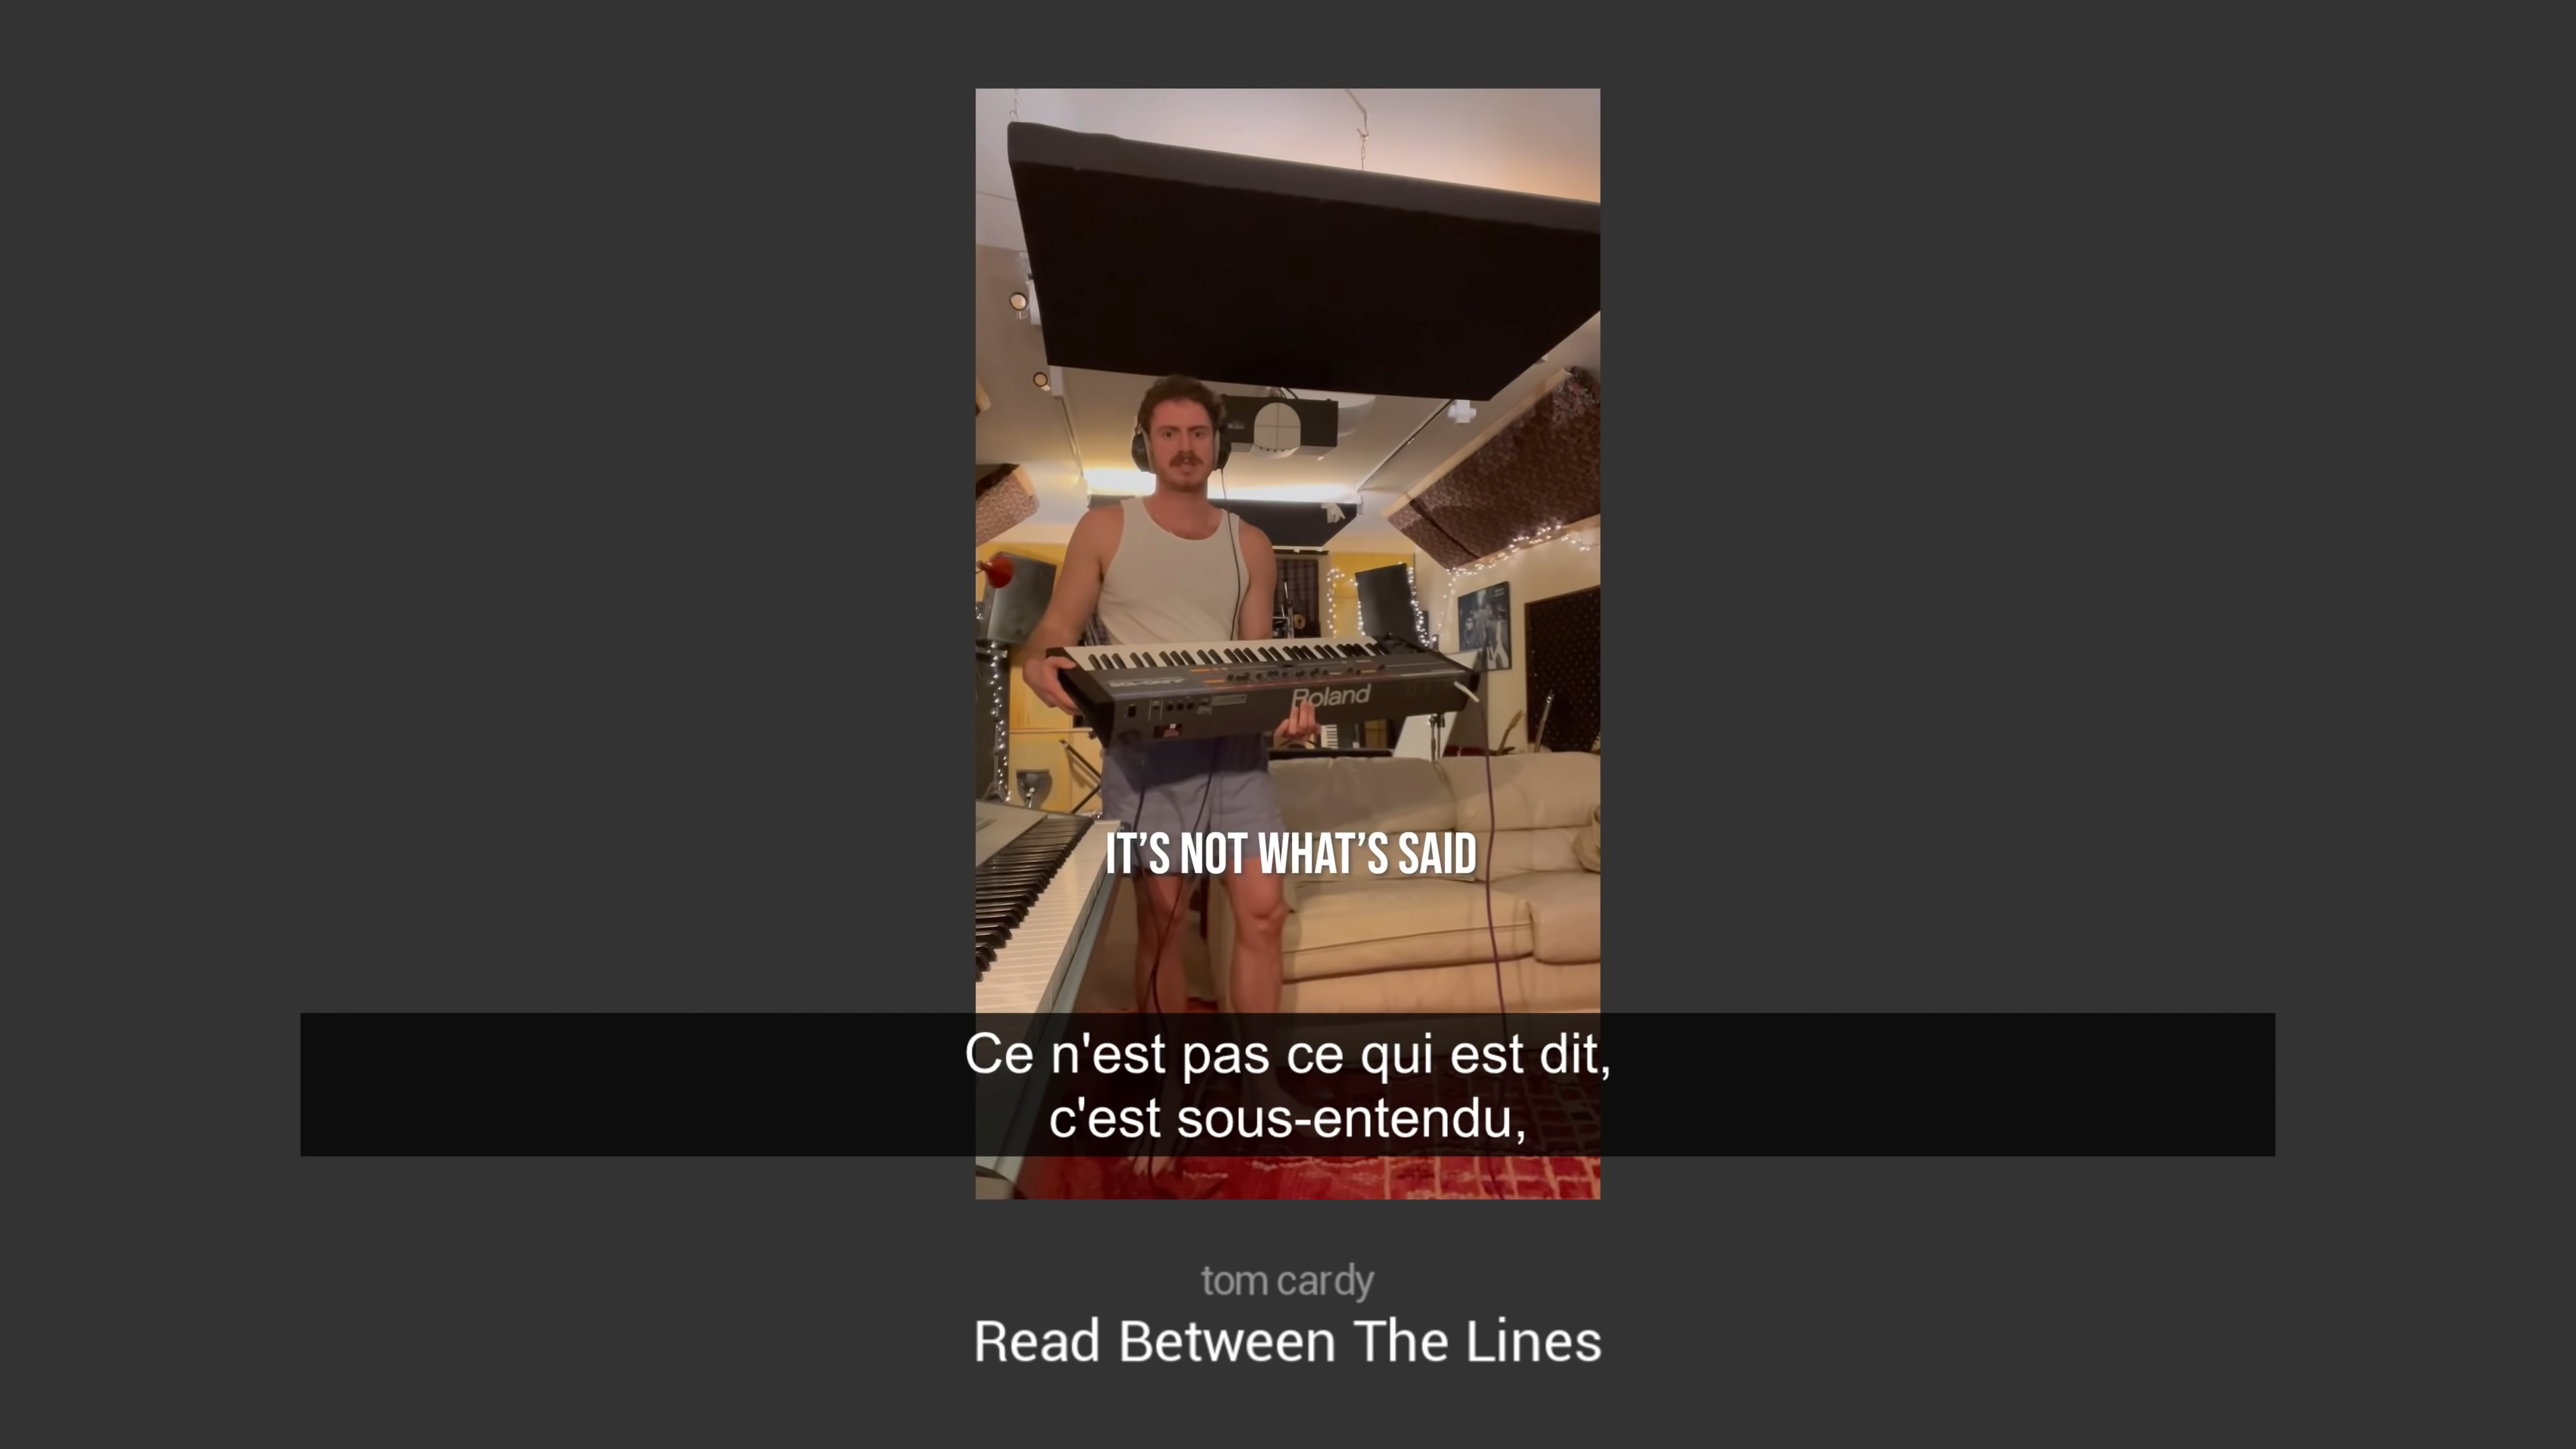 Roland
IT'S NOT WHAT'S SAID
Ce n'est pas ce qui est dit,
c'est sous-entendu,
tom cardy
Read Between The Lines